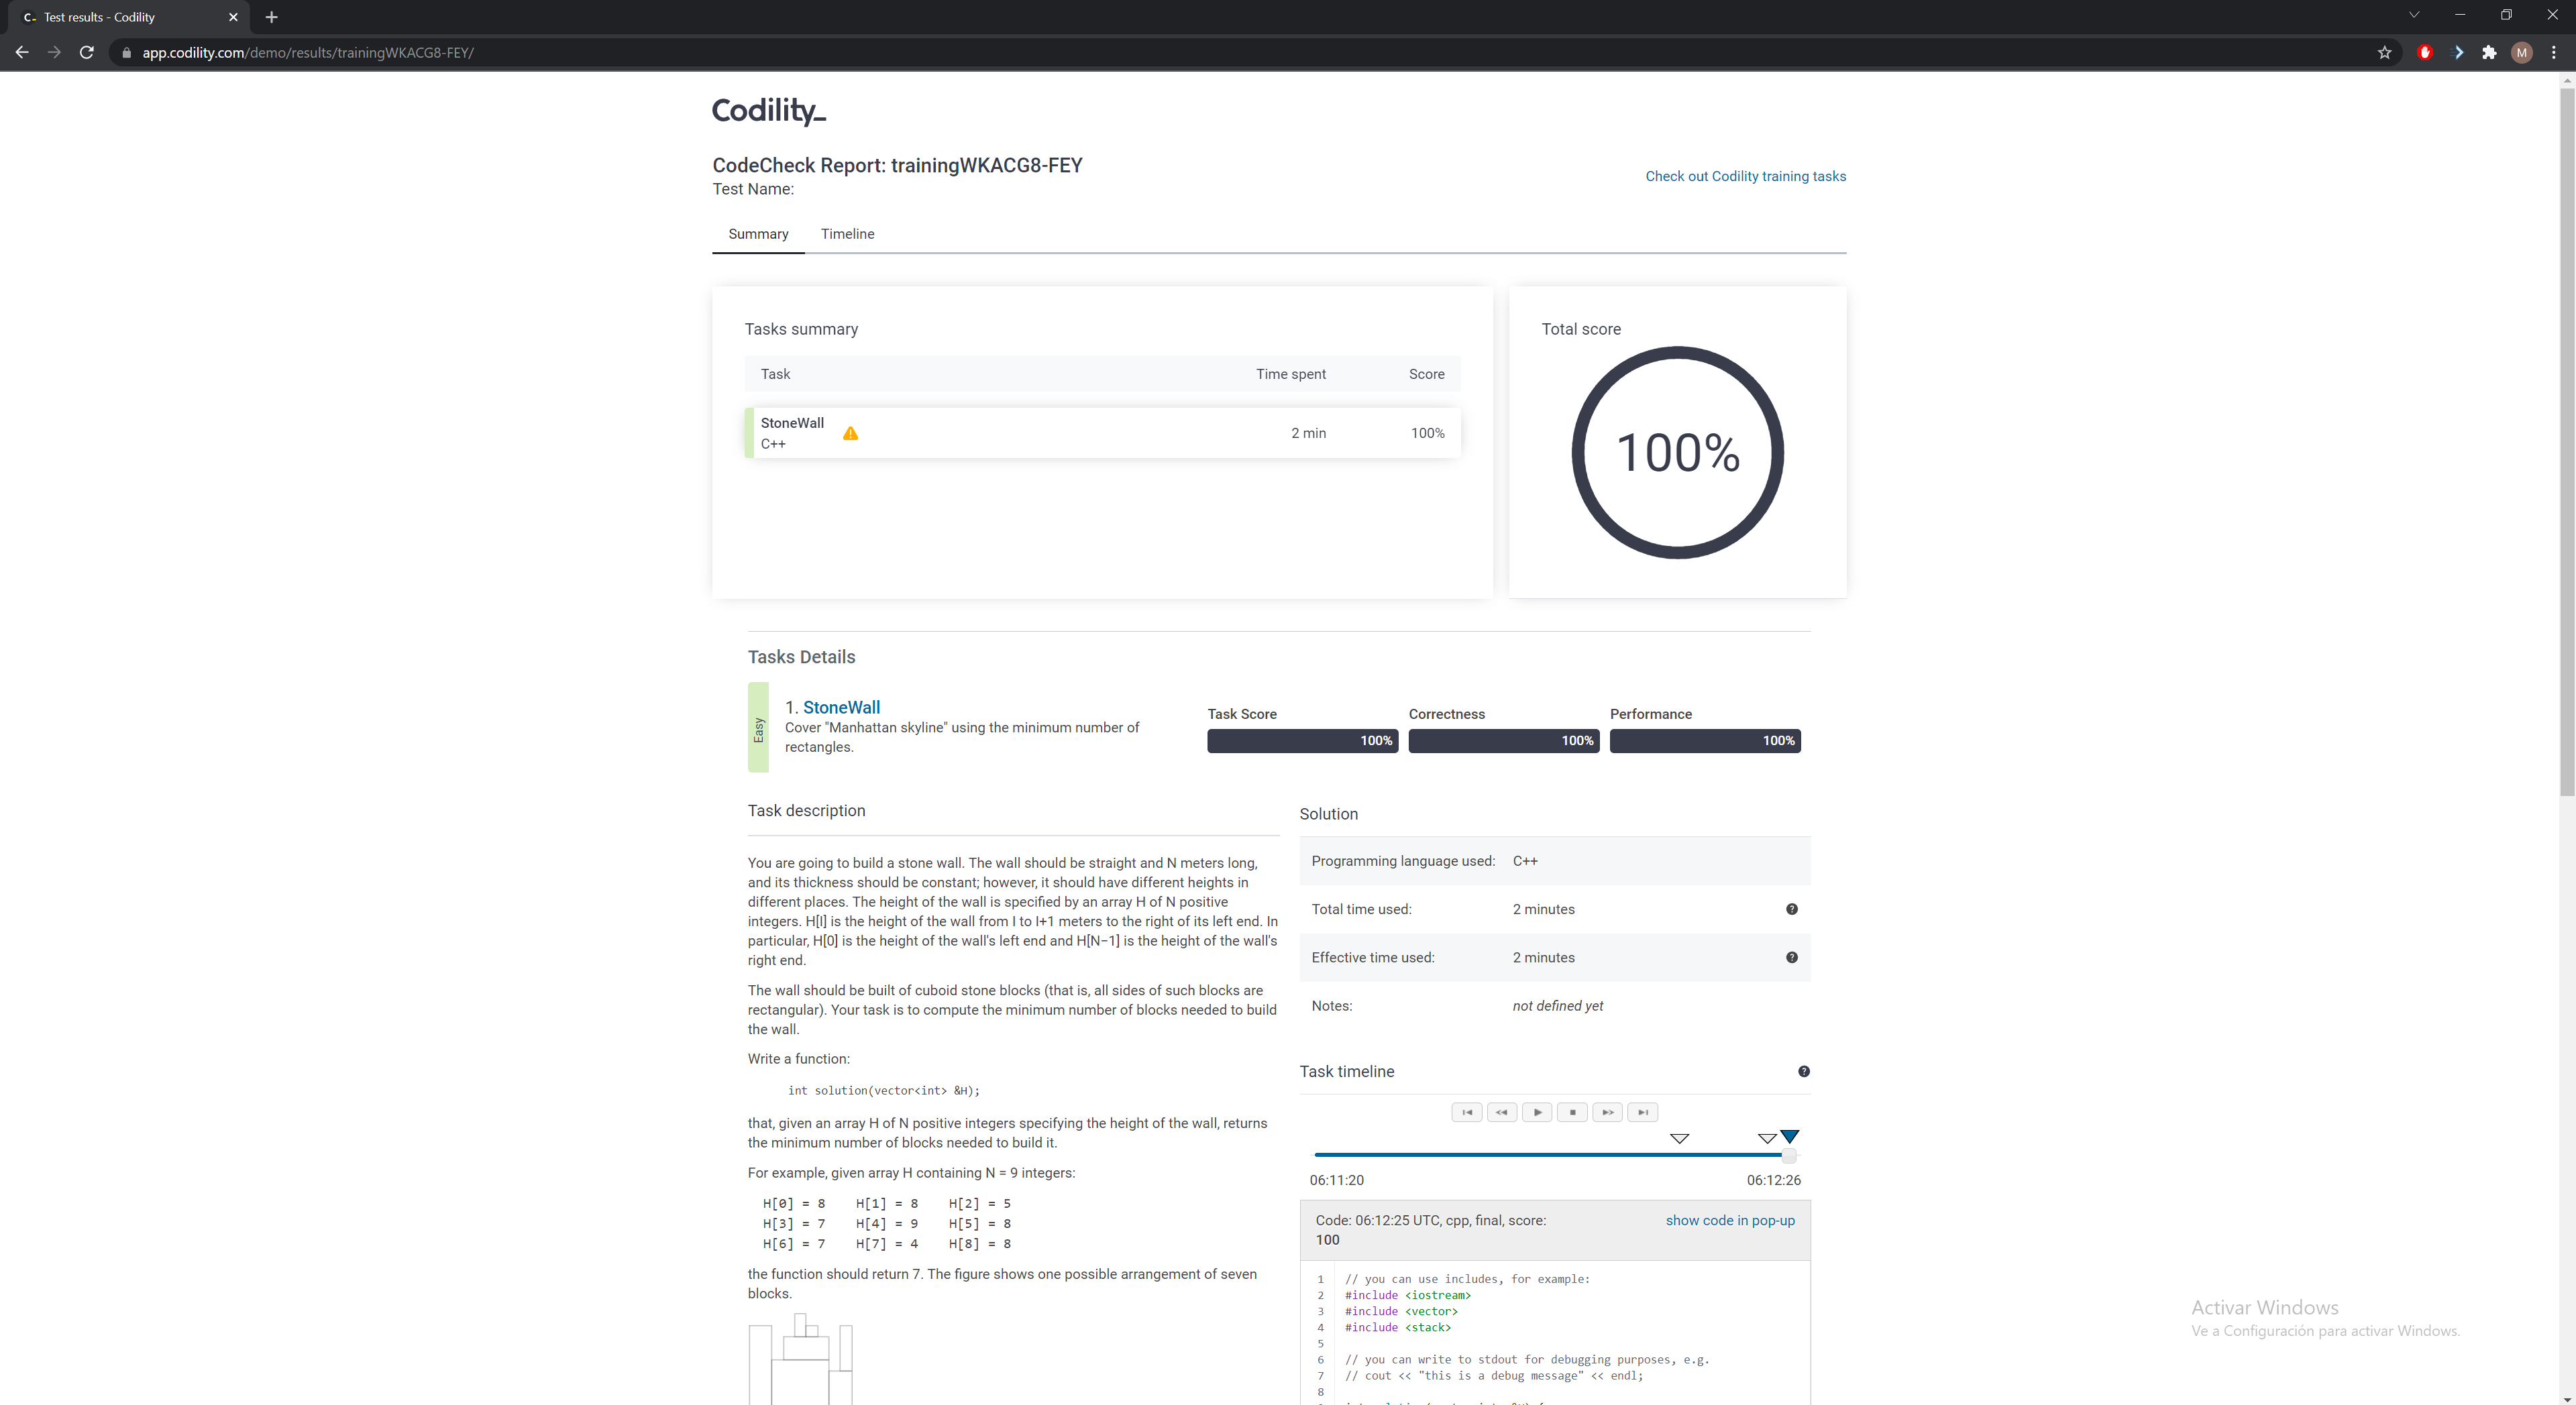 Test results - Codility
app.codility.com/demo/results/trainingWKACG8-FEY/
M
Codility_
CodeCheck Report: trainingWKACG8-FEY
Test Name:
Check out Codility training tasks
Summary Timeline
Tasks summary
Task Time spent Score
StoneWall
C++
2 min 100%
Total score
100%
Tasks Details
Easy
1. StoneWall
Cover "Manhattan skyline" using the minimum number of
rectangles.
Task Score Correctness Performance
100% 100% 100%
Task description
You are going to build a stone wall. The wall should be straight and N meters long,
and its thickness should be constant; however, it should have different heights in
different places. The height of the wall is specified by an array H of N positive
integers. H[I] is the height of the wall from I to I+1 meters to the right of its left end. In
particular, H[0] is the height of the wall's left end and H[N−1] is the height of the wall's
right end.
The wall should be built of cuboid stone blocks (that is, all sides of such blocks are
rectangular). Your task is to compute the minimum number of blocks needed to build
the wall.
Write a function:
int solution(vector<int> &H);
that, given an array H of N positive integers specifying the height of the wall, returns
the minimum number of blocks needed to build it.
For example, given array H containing N = 9 integers:
H[0] = 8 H[1] = 8 H[2] = 5
H[3] = 7 H[4] = 9 H[5] = 8
H[6] = 7 H[7] = 4 H[8] = 8
the function should return 7. The figure shows one possible arrangement of seven
blocks.
Solution
Programming language used: C++
Total time used: 2 minutes
Effective time used: 2 minutes
Notes: not defined yet
Task timeline
06:11:20 06:12:26
Code: 06:12:25 UTC, cpp, final, score:
100
show code in pop-up
1 // you can use includes, for example:
2 #include <iostream>
3 #include <vector>
4 #include <stack>
5
6 // you can write to stdout for debugging purposes, e.g.
7 // cout << "this is a debug message" << endl;
8
Activar Windows
Ve a Configuración para activar Windows.